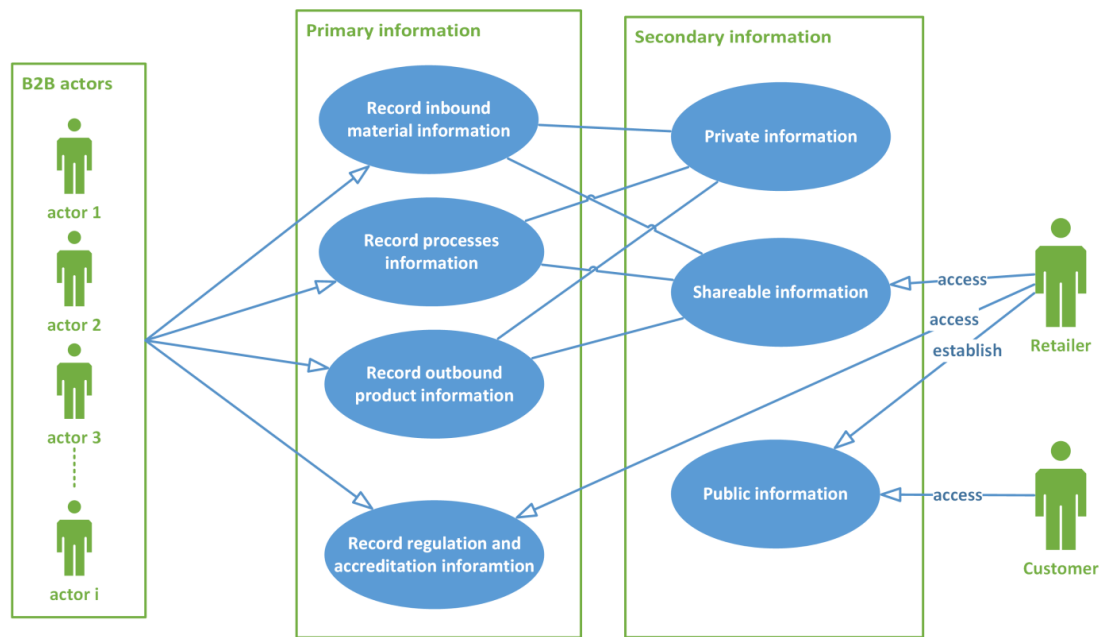 B2B actors
actor 1
actor 2
actor 3
actor i
Primary information
Record inbound
material information
Record processes
information
Record outbound
product information
Record regulation and
accreditation inforamtion
Secondary information
Private information
Shareable information
Public information
access
access
establish
access
Retailer
Customer